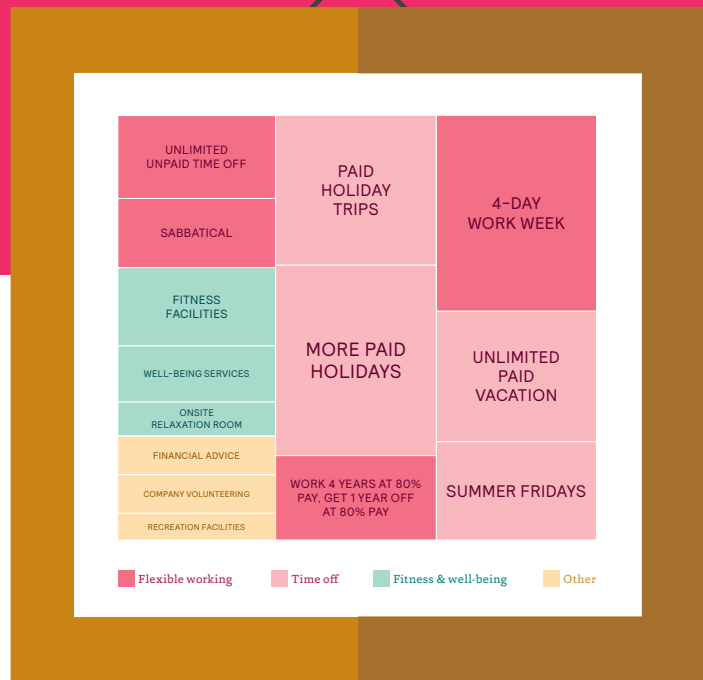 UNLIMITED
UNPAID TIME OFF
SABBATICAL
FITNESS
FACILITIES
WELL-BEING SERVICES
ONSITE
RELAXATION ROOM
FINANCIAL ADVICE
COMPANY VOLUNTEERING
RECREATION FACILITIES
PAID
HOLIDAY
TRIPS
MORE PAID
HOLIDAYS
WORK 4 YEARS AT 80%
PAY, GET 1 YEAR OFF
AT 80% PAY
4-DAY
WORK WEEK
UNLIMITED
PAID
VACATION
SUMMER FRIDAYS
Flexible working
Time off
Fitness & well-being
Other